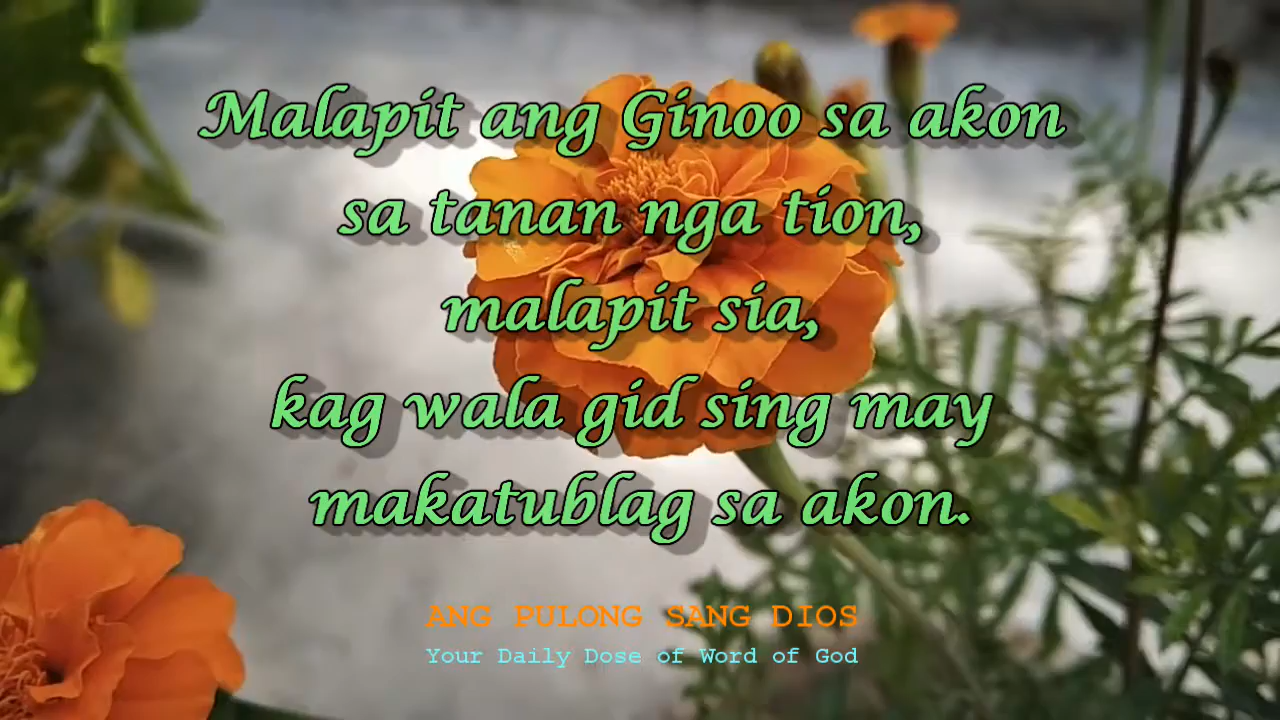 Malapit ang Ginoo sa akon
sa tanan nga tion,
malapit sia,
kag wala gid sing may
makatublag sa akon.
ANG PULONG SANG DIOS
Your Daily Dose of Word of God